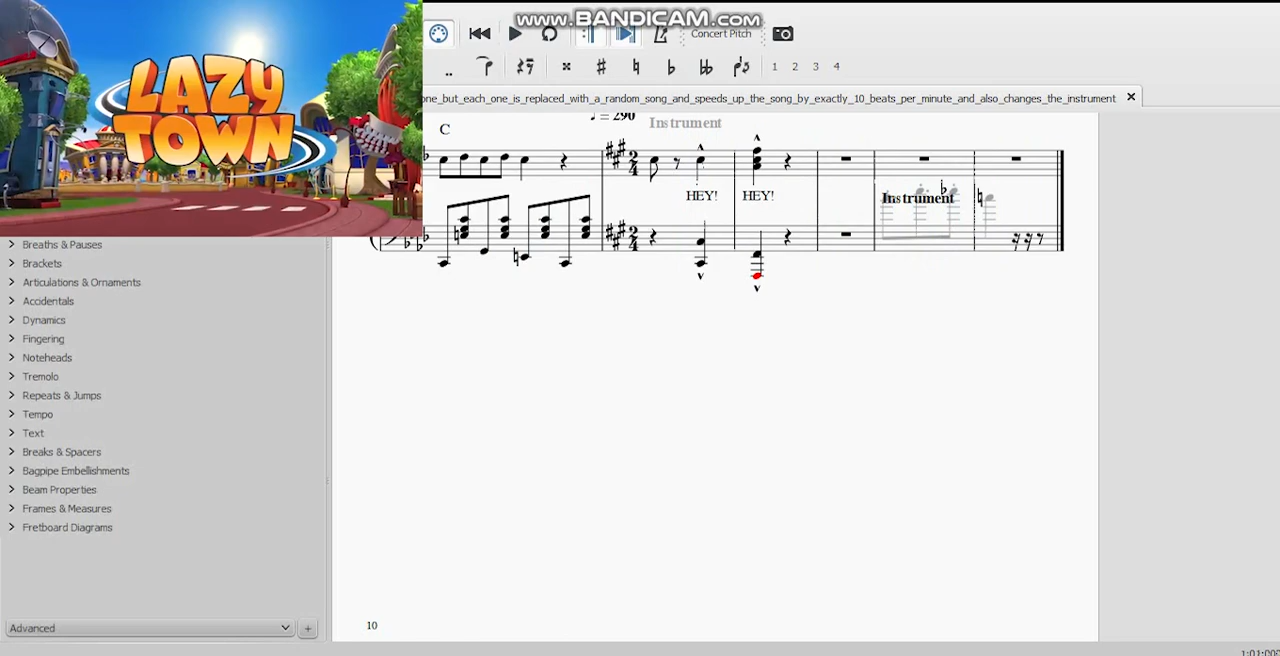 www.BANDICAM.com
Concert Pitch
1 2 3 4
one_but_each_one_is_replaced_with_a_random_song_and_speeds_up_the_song_by_exactly_10_beats_per_minute_and_also_changes_the_instrument
LAZY
TOWN
♩ = 290
Instrument
C
HEY! HEY!
Instrument
Breaths & Pauses
Brackets
Articulations & Ornaments
Accidentals
Dynamics
Fingering
Noteheads
Tremolo
Repeats & Jumps
Tempo
Text
Breaks & Spacers
Bagpipe Embellishments
Beam Properties
Frames & Measures
Fretboard Diagrams
Advanced
10